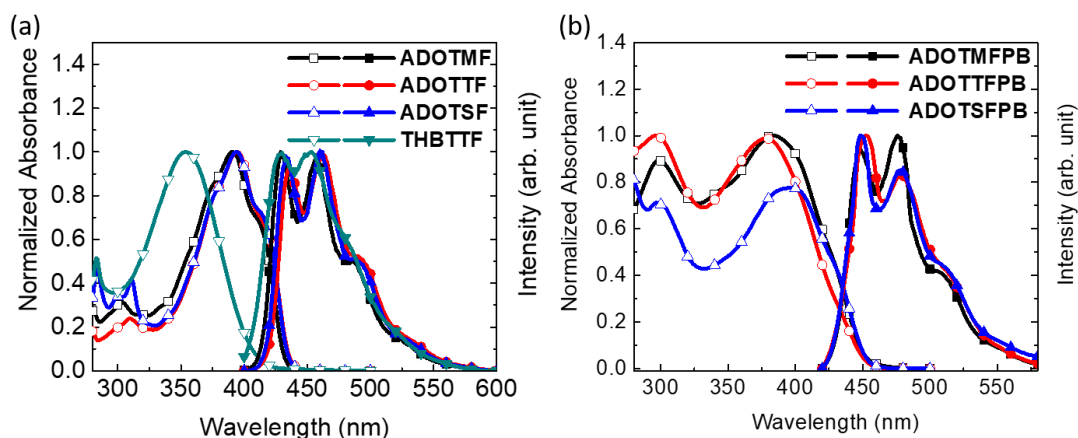 (a)
Normalized Absorbance
1.4
1.2
1.0
0.8
0.6
0.4
0.2
0.0
300 350 400 450 500 550 600
Wavelength (nm)
Intensity (arb. unit)
ADOTMF
ADOTTF
ADOTSF
THBTTF
(b)
Normalized Absorbance
1.4
1.2
1.0
0.8
0.6
0.4
0.2
0.0
300 350 400 450 500 550
Wavelength (nm)
Intensity (arb. unit)
ADOTMFPB
ADOTTFPB
ADOTSFPB